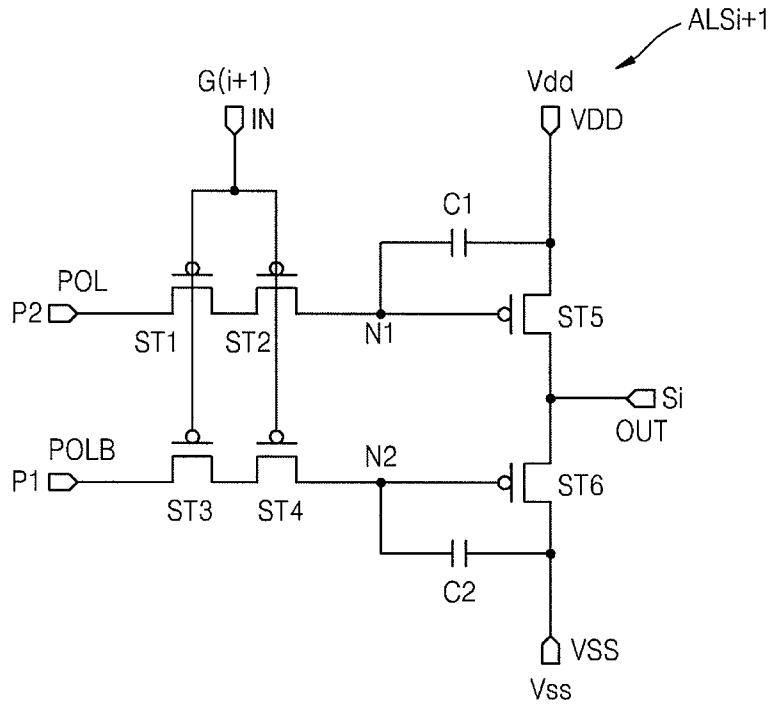 ALSi+1
G(i+1)
IN
Vdd
VDD
C1
POL
P2
ST1
ST2
N1
ST5
Si
OUT
POLB
P1
ST3
ST4
N2
ST6
C2
VSS
Vss